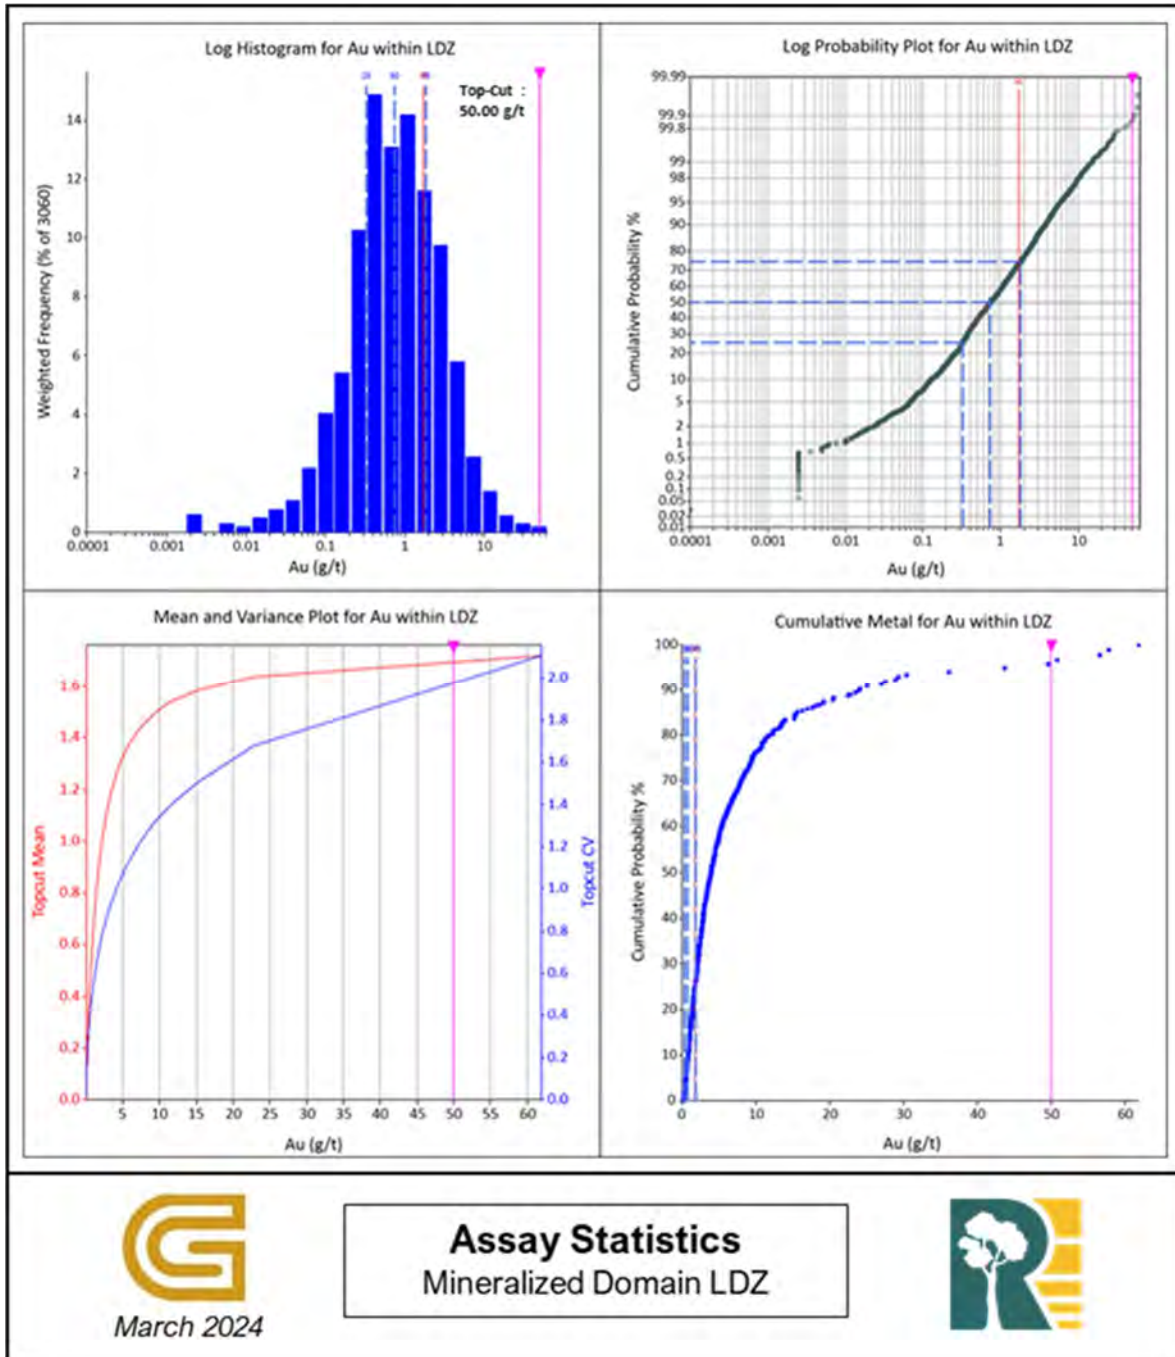 Log Histogram for Au within LDZ
Top-Cut :
50.00 g/t
14
12
10
8
6
4
2
0
Weighted Frequency (% of 3060)
0.0001 0.001 0.1 1 10
Au (g/t)
Log Probability Plot for Au within LDZ
99.99
99.9
99.8
99
98
95
90
80
70
60
50
40
30
20
10
5
2
1
0.5
0.2
0.1
0.05
0.02
0.01
Cumulative Probability %
0.0001 0.001 0.01 0.1 1 10
Au (g/t)
Mean and Variance Plot for Au within LDZ
1.6
1.4
1.2
1.0
0.8
0.6
0.4
0.2
0.0
Topcut Mean
2.0
1.8
1.6
1.4
1.2
1.0
0.8
0.6
0.4
0.2
0.0
Topcut CV
5 10 15 20 25 30 35 40 45 50 55 60
Au (g/t)
Cumulative Metal for Au within LDZ
100
90
80
70
60
50
40
30
20
10
0
Cumulative Probability %
0 10 20 30 40 50 60
Au (g/t)
G
March 2024
Assay Statistics
Mineralized Domain LDZ
R